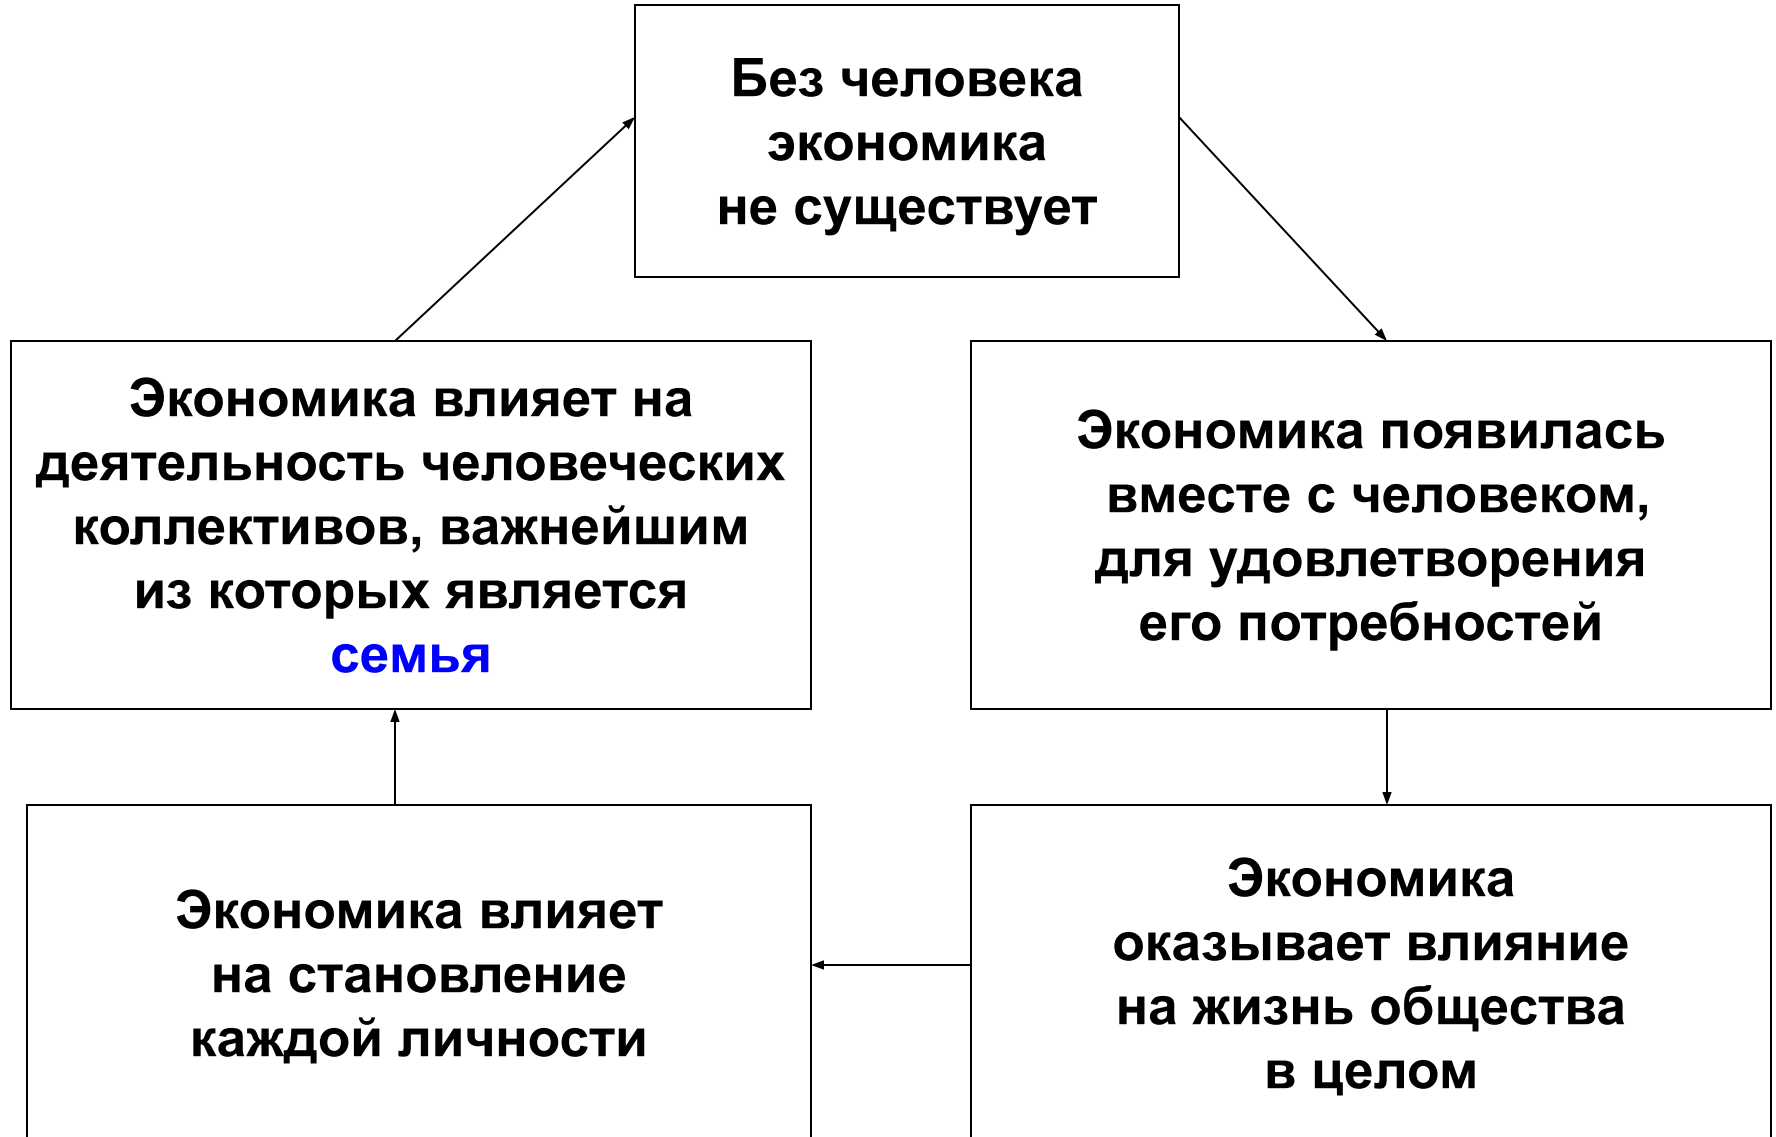 Без человека
экономика
не существует
Экономика появилась
вместе с человеком,
для удовлетворения
его потребностей
Экономика
оказывает влияние
на жизнь общества
в целом
Экономика влияет
на становление
каждой личности
Экономика влияет на
деятельность человеческих
коллективов, важнейшим
из которых является
семья